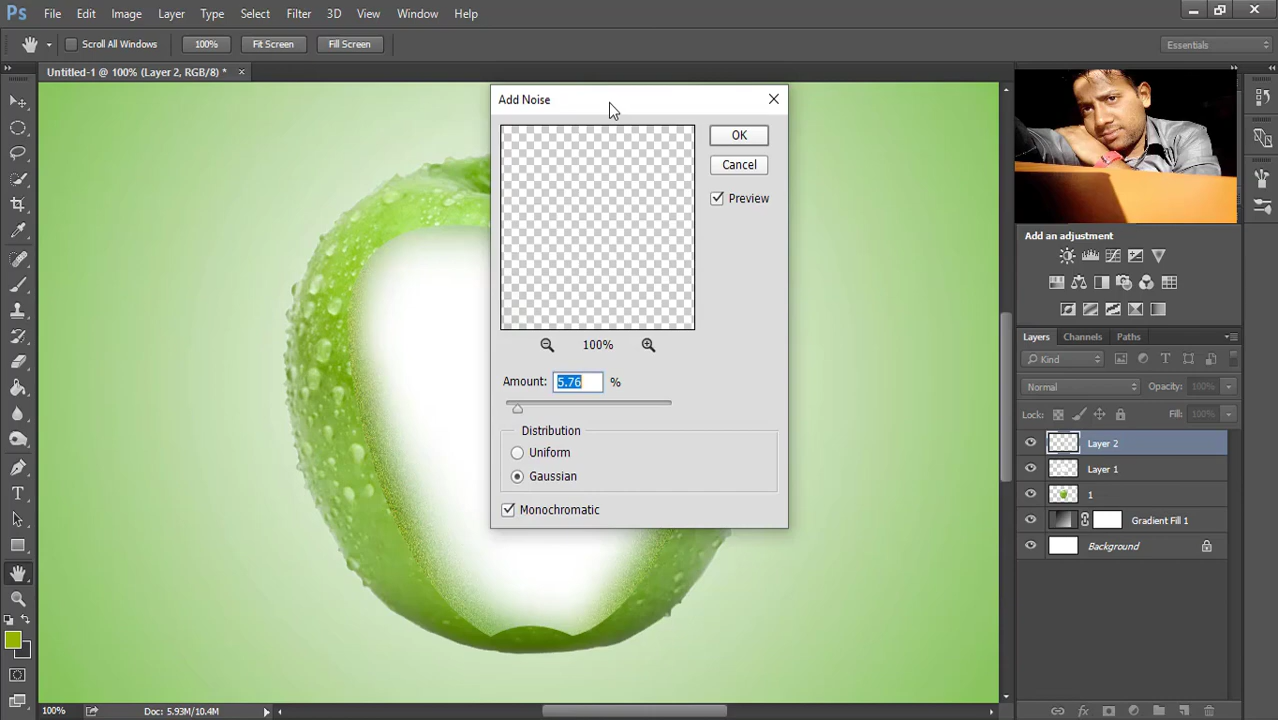 Ps File Edit Image Layer Type Select Filter 3D View Window Help
Scroll All Windows 100% Fit Screen Fill Screen Essentials
Untitled-1 @ 100% (Layer 2, RGB/8) *
Add Noise
OK
Cancel
Preview
100%
Amount: 5.76 %
Distribution
Uniform
Gaussian
Monochromatic
Add an adjustment
Layers Channels Paths
Kind
Normal Opacity: 100%
Lock: Fill: 100%
Layer 2
Layer 1
1
Gradient Fill 1
Background
100% Doc: 5.93M/10.4M